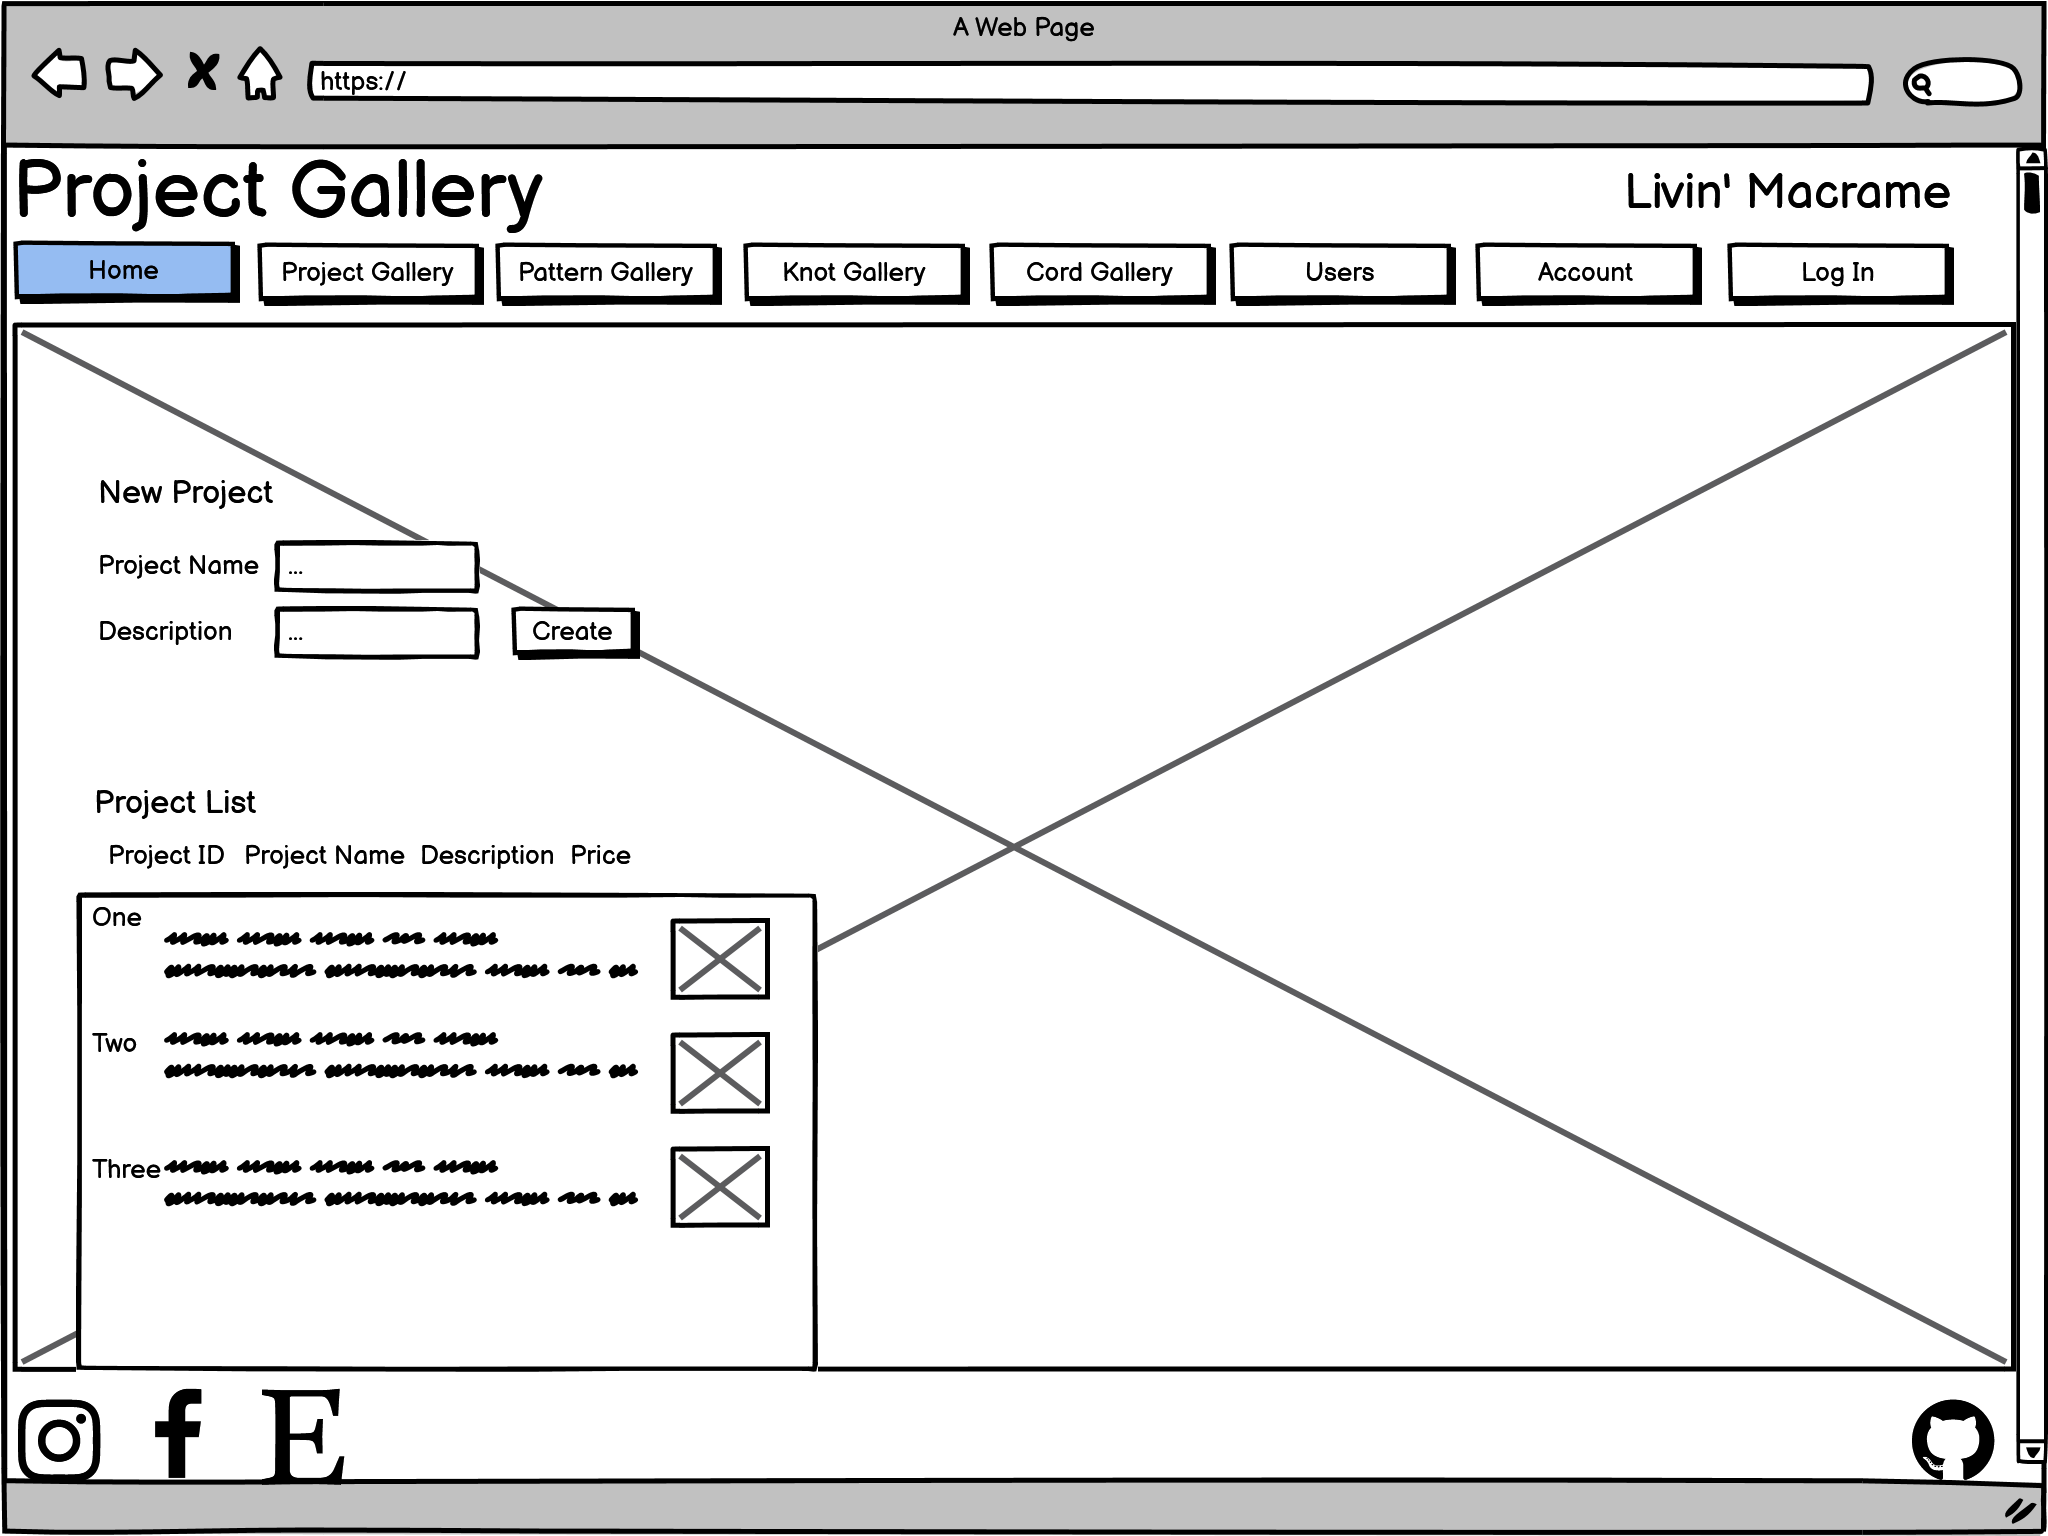 A Web Page
https://
Project Gallery
Livin' Macrame
Home Project Gallery Pattern Gallery Knot Gallery Cord Gallery Users Account Log In
New Project
Project Name ...
Description ... Create
Project List
Project ID Project Name Description Price
One
Two
Three
E